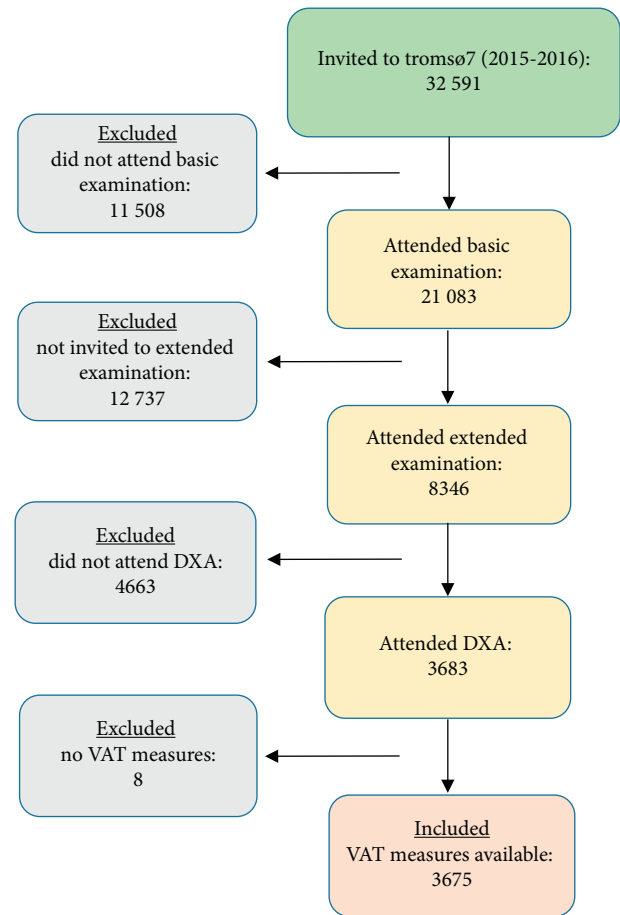 Invited to tromsø7 (2015-2016):
32 591
Excluded
did not attend basic
examination:
11 508
Attended basic
examination:
21 083
Excluded
not invited to extended
examination:
12 737
Attended extended
examination:
8346
Excluded
did not attend DXA:
4663
Attended DXA:
3683
Excluded
no VAT measures:
8
Included
VAT measures available:
3675